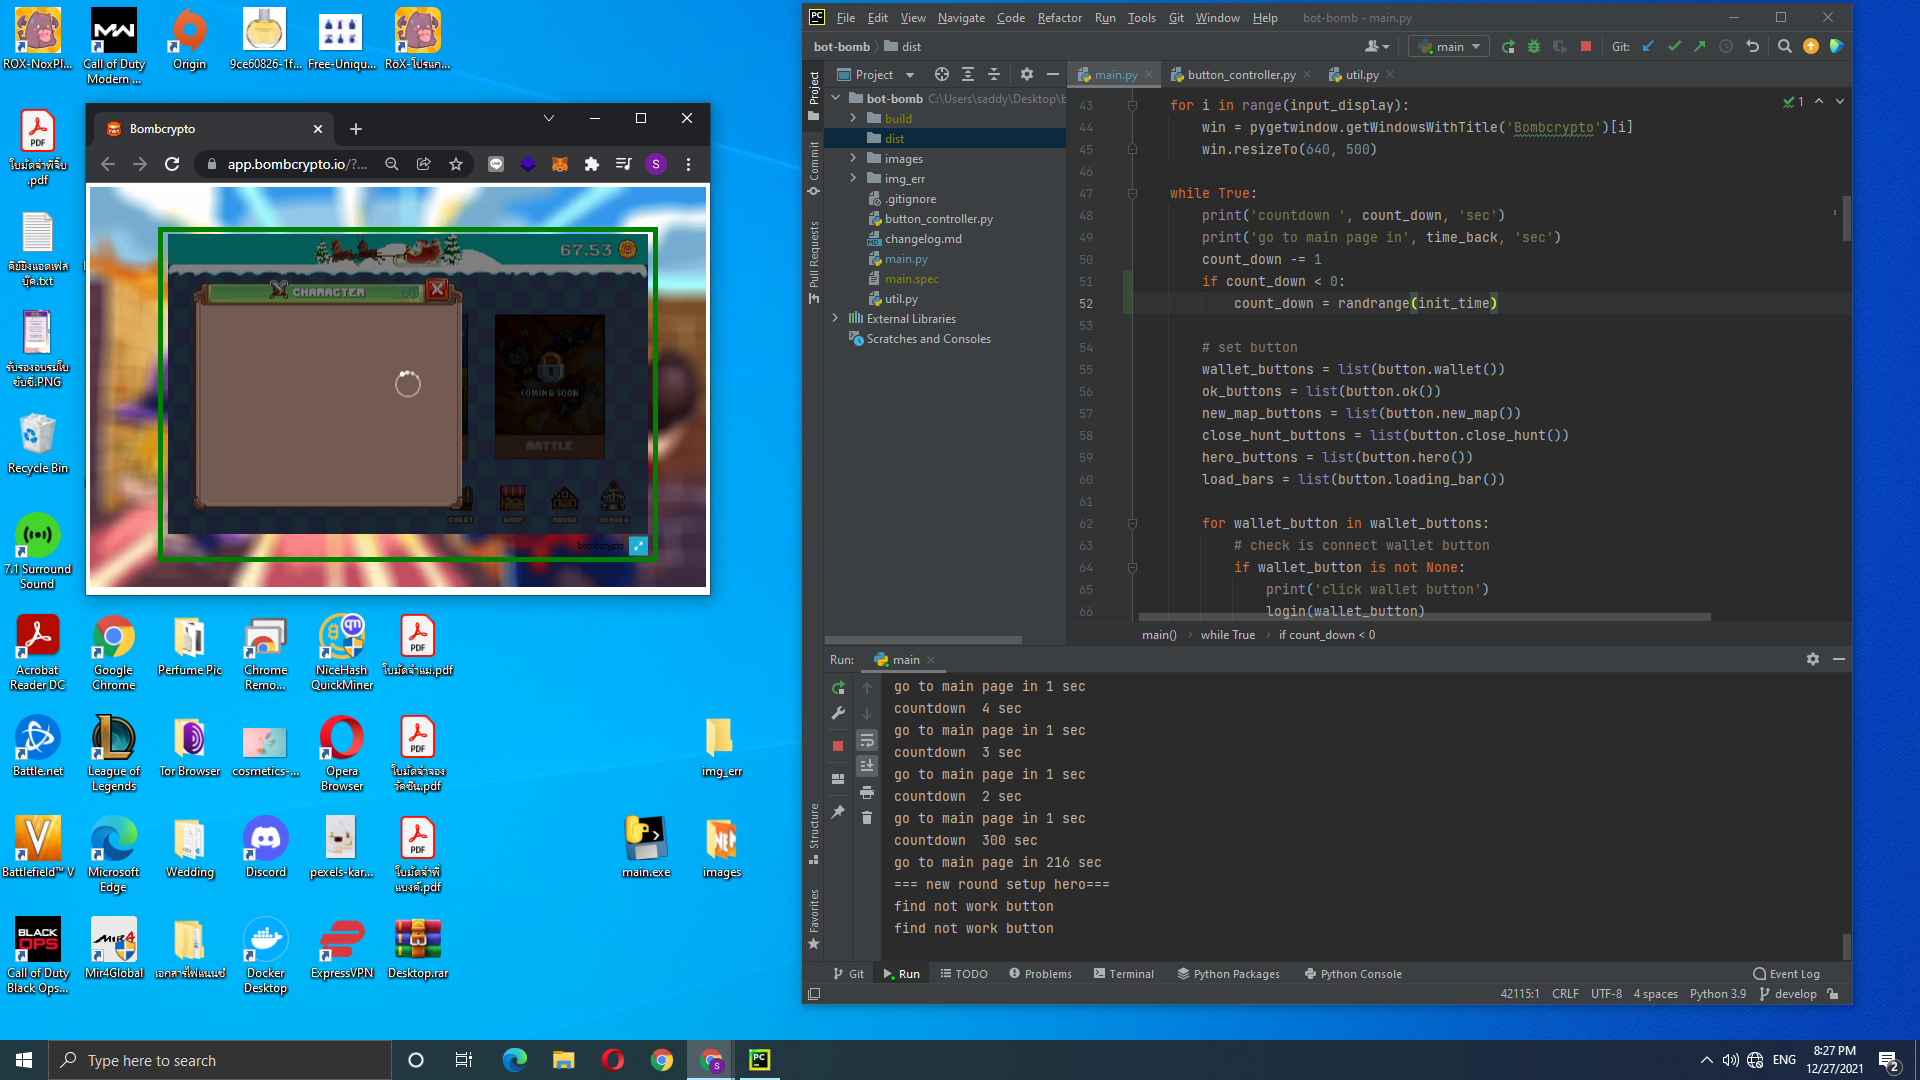 ROX-NoxPl...
Call of Duty
Modern ...
Origin
9ce60826-1f...
Free-Uniqu...
RöX-โปรแก...
ใบมัดจำพี่จิ๊บ
.pdf
คีย์ยิงแอดเฟส
บุ๊ค.txt
รับรองอบรมใบ
ขับขี่.PNG
Recycle Bin
7.1 Surround
Sound
Acrobat
Reader DC
Google
Chrome
Perfume Pic
Chrome
Remo...
NiceHash
QuickMiner
ใบมัดจำแม่.pdf
Battle.net
League of
Legends
Tor Browser
cosmetics-...
Opera
Browser
ใบมัดจำจอง
วัคซีน.pdf
img_err
Battlefield™ V
Microsoft
Edge
Wedding
Discord
pexels-kar...
ใบมัดจำพี่
แบงค์.pdf
main.exe
images
Call of Duty
Black Ops...
Mir4Global
เอกสารไฟแนนซ์
Docker
Desktop
ExpressVPN
Desktop.rar
Bombcrypto
app.bombcrypto.io/?...
67.53
CHARACTER
COMING SOON
BATTLE
CHEST SHOP HOUSE HEROES
bombcrypto
File Edit View Navigate Code Refactor Run Tools Git Window Help bot-bomb - main.py
bot-bomb dist
main
Git:
Project
main.py button_controller.py util.py
bot-bomb C:\Users\saddy\Desktop\b
build
dist
images
img_err
.gitignore
button_controller.py
changelog.md
main.py
main.spec
util.py
External Libraries
Scratches and Consoles
Project
Commit
Pull Requests
Structure
Favorites
1
43 for i in range(input_display):
44 win = pygetwindow.getWindowsWithTitle('Bombcrypto')[i]
45 win.resizeTo(640, 500)
46
47 while True:
48 print('countdown ', count_down, 'sec')
49 print('go to main page in', time_back, 'sec')
50 count_down -= 1
51 if count_down < 0:
52 count_down = randrange(init_time)
53
54 # set button
55 wallet_buttons = list(button.wallet())
56 ok_buttons = list(button.ok())
57 new_map_buttons = list(button.new_map())
58 close_hunt_buttons = list(button.close_hunt())
59 hero_buttons = list(button.hero())
60 load_bars = list(button.loading_bar())
61
62 for wallet_button in wallet_buttons:
63 # check is connect wallet button
64 if wallet_button is not None:
65 print('click wallet button')
66 login(wallet_button)
main() while True if count_down < 0
Run: main
go to main page in 1 sec
countdown  4 sec
go to main page in 1 sec
countdown  3 sec
go to main page in 1 sec
countdown  2 sec
go to main page in 1 sec
countdown  300 sec
go to main page in 216 sec
=== new round setup hero===
find not work button
find not work button
Git Run TODO Problems Terminal Python Packages Python Console Event Log
42115:1 CRLF UTF-8 4 spaces Python 3.9 develop
Type here to search
ENG
8:27 PM
12/27/2021
2